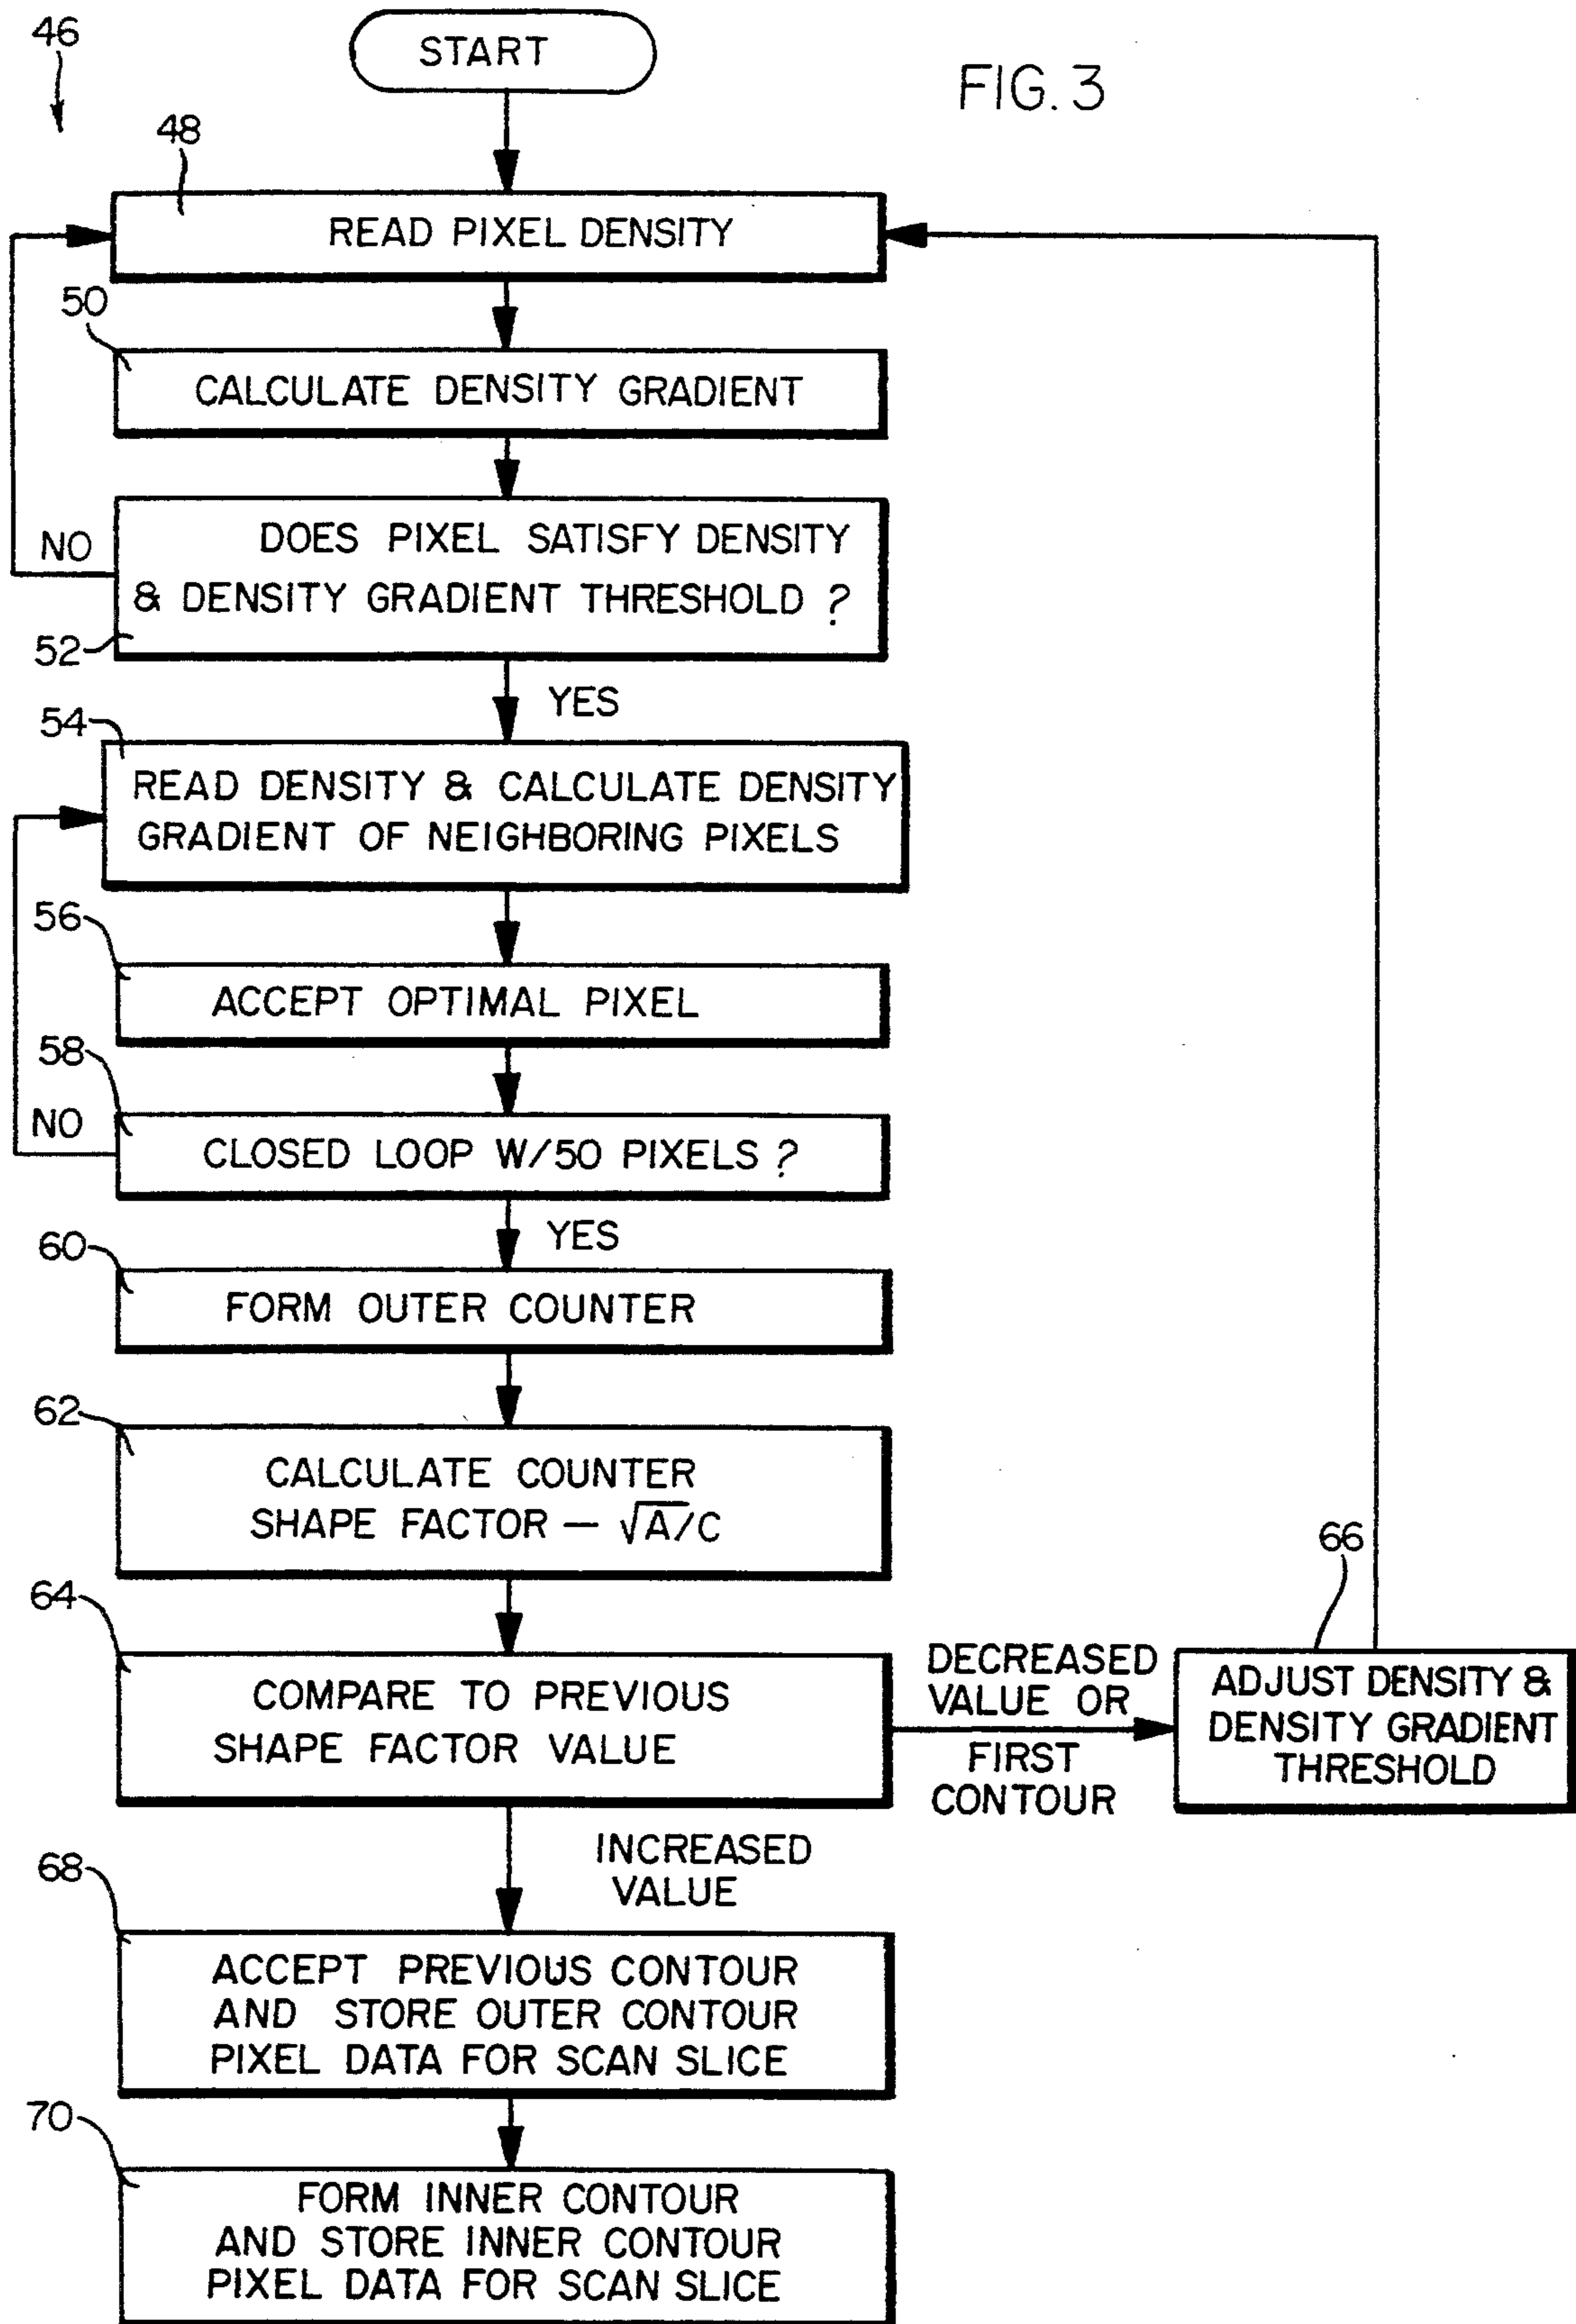 46
START
FIG. 3
48
READ PIXEL DENSITY
50
CALCULATE DENSITY GRADIENT
DOES PIXEL SATISFY DENSITY
& DENSITY GRADIENT THRESHOLD ?
NO
52
YES
54
READ DENSITY & CALCULATE DENSITY
GRADIENT OF NEIGHBORING PIXELS
56
ACCEPT OPTIMAL PIXEL
58
CLOSED LOOP W/50 PIXELS ?
NO
YES
60
FORM OUTER COUNTER
62
CALCULATE COUNTER
SHAPE FACTOR — √A/C
64
COMPARE TO PREVIOUS
SHAPE FACTOR VALUE
DECREASED
VALUE OR
FIRST
CONTOUR
66
ADJUST DENSITY &
DENSITY GRADIENT
THRESHOLD
INCREASED
VALUE
68
ACCEPT PREVIOUS CONTOUR
AND STORE OUTER CONTOUR
PIXEL DATA FOR SCAN SLICE
70
FORM INNER CONTOUR
AND STORE INNER CONTOUR
PIXEL DATA FOR SCAN SLICE